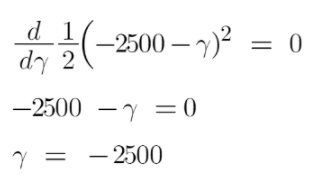 d/dγ 1/2(−2500 − γ)² = 0
−2500 − γ = 0
γ = −2500